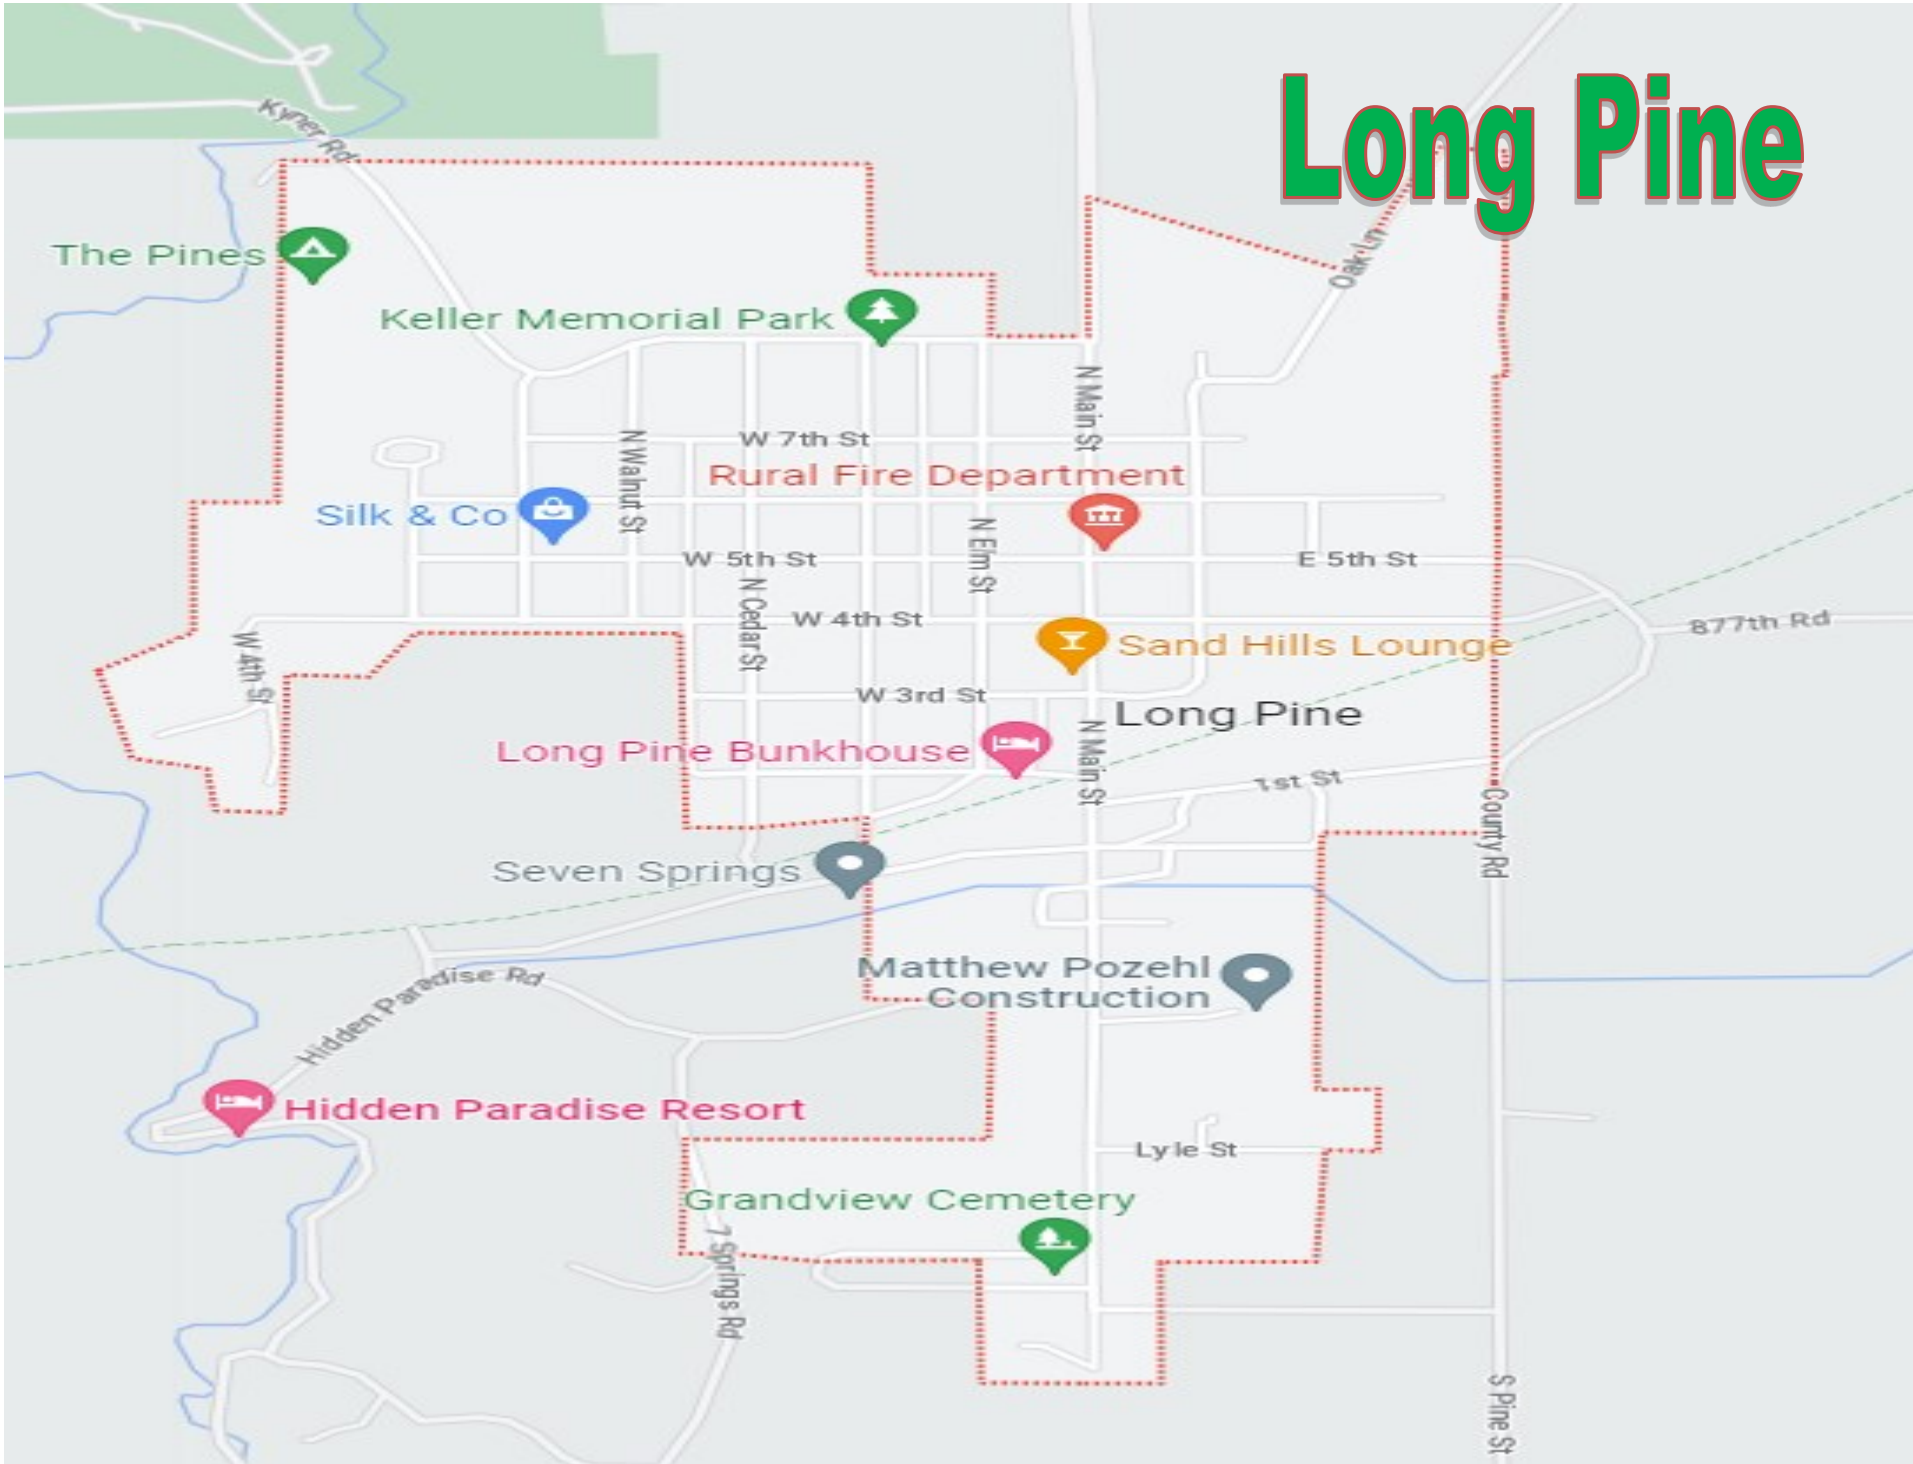 Long Pine
Kyner Rd
The Pines
Oak Ln
Keller Memorial Park
N Main St
W 7th St
N Walnut St
Rural Fire Department
Silk & Co
N Elm St
W 5th St
E 5th St
N Cedar St
W 4th St
877th Rd
W 4th St
Sand Hills Lounge
W 3rd St
Long Pine
Long Pine Bunkhouse
N Main St
1st St
County Rd
Seven Springs
Matthew Pozehl
Construction
Hidden Paradise Rd
Hidden Paradise Resort
Lyle St
Grandview Cemetery
7 Springs Rd
S Pine St